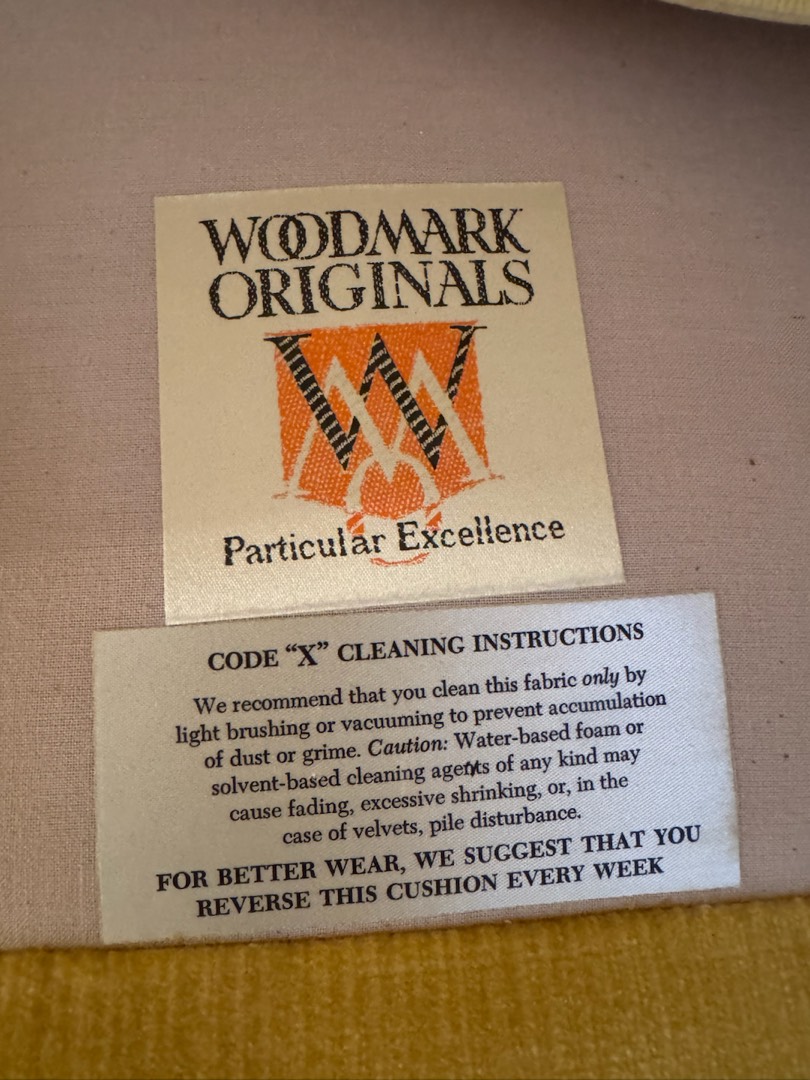 WOODMARK
ORIGINALS
W
Particular Excellence
CODE “X” CLEANING INSTRUCTIONS
We recommend that you clean this fabric only by
light brushing or vacuuming to prevent accumulation
of dust or grime. Caution: Water-based foam or
solvent-based cleaning agents of any kind may
cause fading, excessive shrinking, or, in the
case of velvets, pile disturbance.
FOR BETTER WEAR, WE SUGGEST THAT YOU
REVERSE THIS CUSHION EVERY WEEK